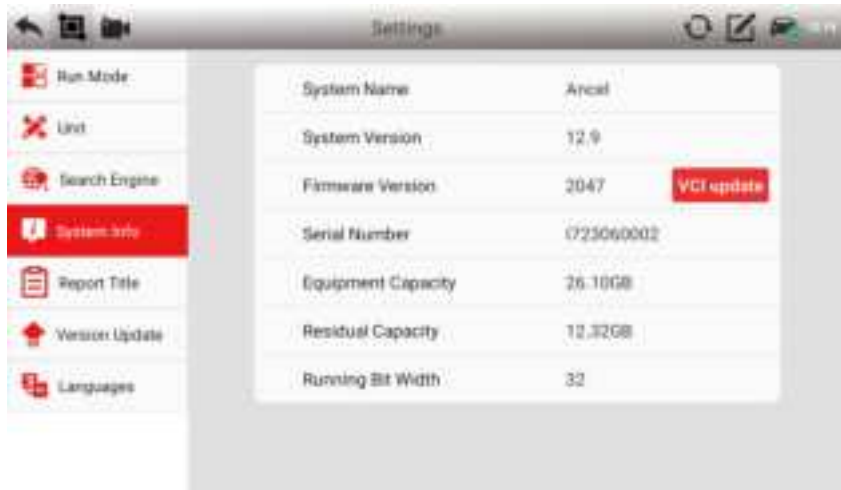 Settings
Run Mode
Unit
Search Engine
System Info
Report Title
Version Update
Languages
System Name Ancel
System Version 12.9
Firmware Version 2047 VCI update
Serial Number I723060002
Equipment Capacity 26.10GB
Residual Capacity 12.32GB
Running Bit Width 32